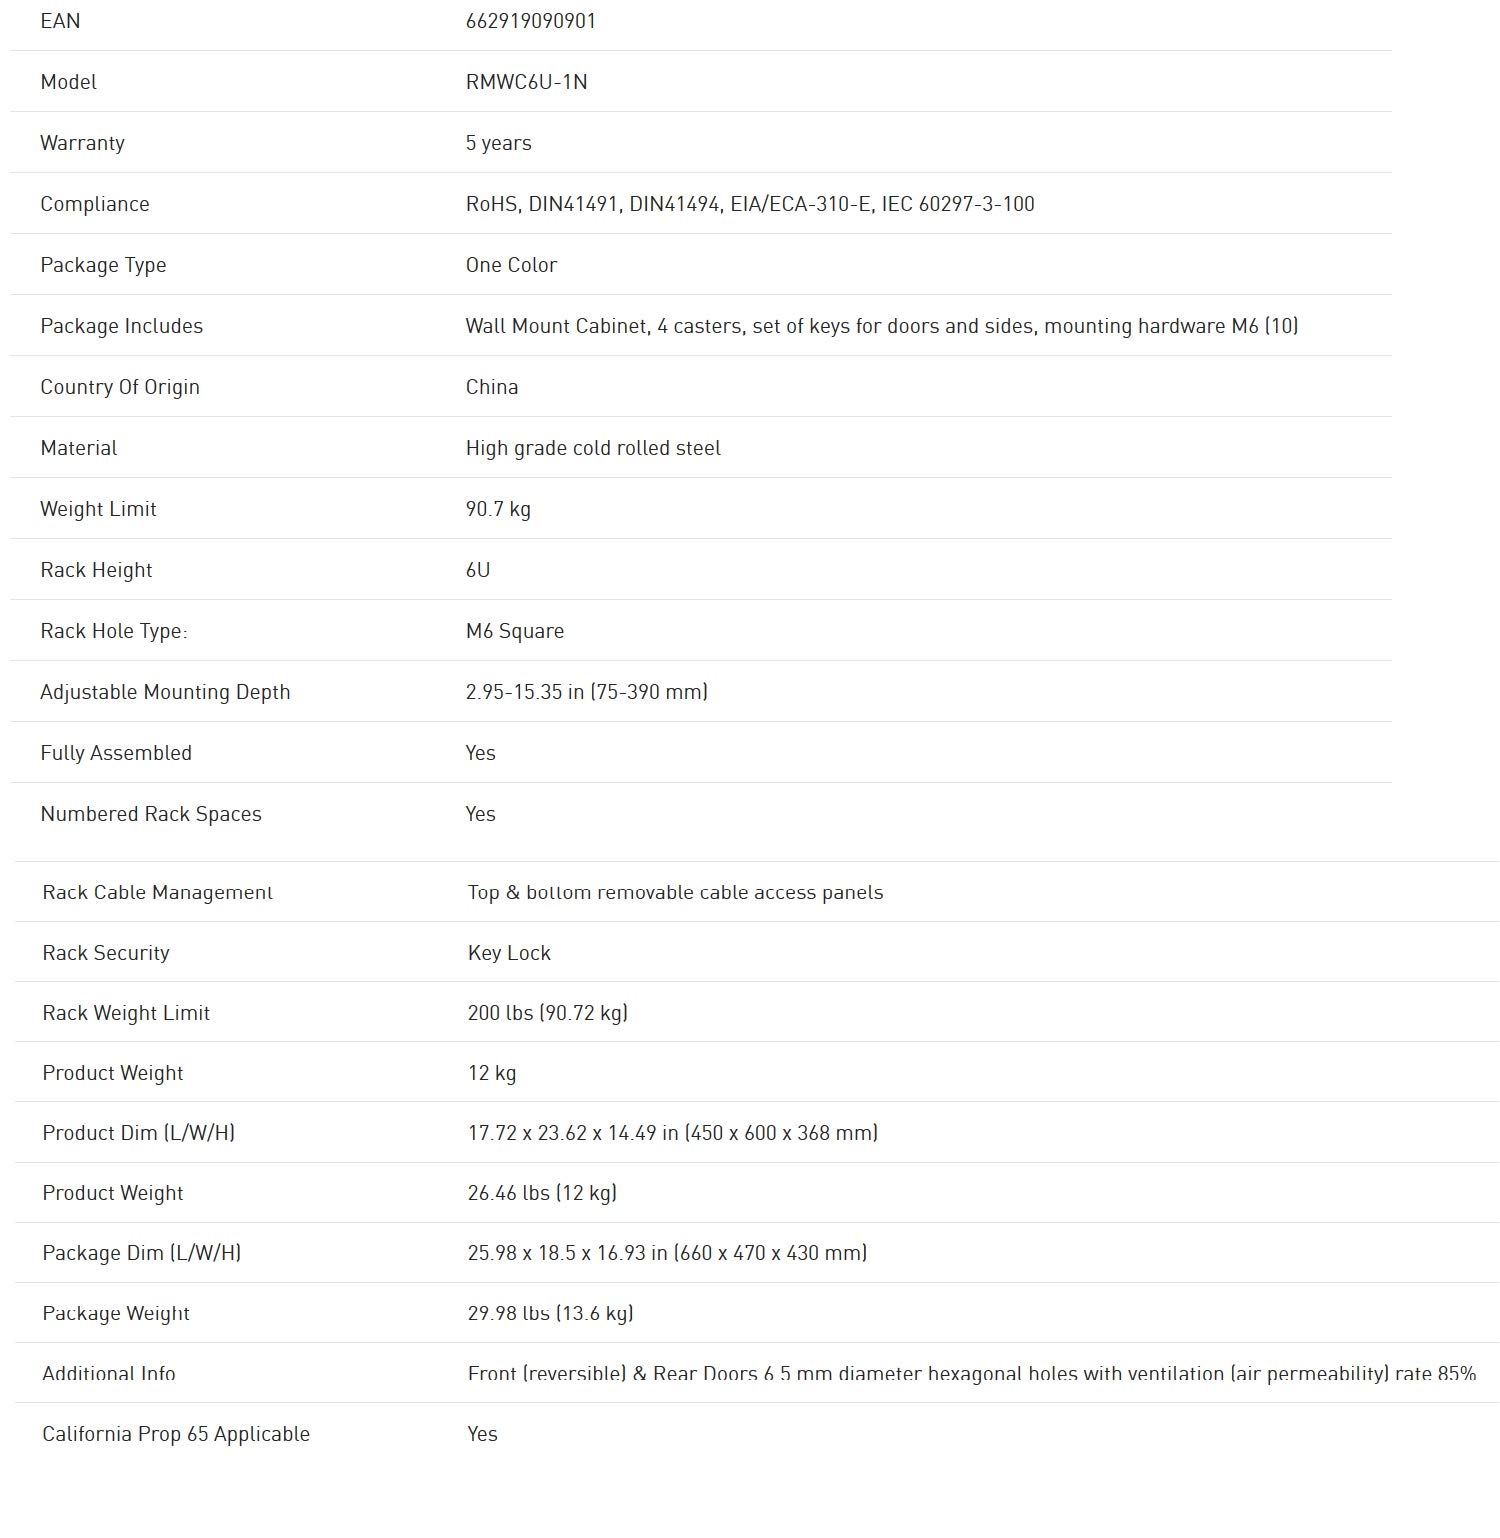 EAN 662919090901
Model RMWC6U-1N
Warranty 5 years
Compliance RoHS, DIN41491, DIN41494, EIA/ECA-310-E, IEC 60297-3-100
Package Type One Color
Package Includes Wall Mount Cabinet, 4 casters, set of keys for doors and sides, mounting hardware M6 (10)
Country Of Origin China
Material High grade cold rolled steel
Weight Limit 90.7 kg
Rack Height 6U
Rack Hole Type: M6 Square
Adjustable Mounting Depth 2.95-15.35 in (75-390 mm)
Fully Assembled Yes
Numbered Rack Spaces Yes
Rack Cable Management Top & bottom removable cable access panels
Rack Security Key Lock
Rack Weight Limit 200 lbs (90.72 kg)
Product Weight 12 kg
Product Dim (L/W/H) 17.72 x 23.62 x 14.49 in (450 x 600 x 368 mm)
Product Weight 26.46 lbs (12 kg)
Package Dim (L/W/H) 25.98 x 18.5 x 16.93 in (660 x 470 x 430 mm)
Package Weight 29.98 lbs (13.6 kg)
Additional Info Front (reversible) & Rear Doors 6 5 mm diameter hexagonal holes with ventilation (air permeability) rate 85%
California Prop 65 Applicable Yes